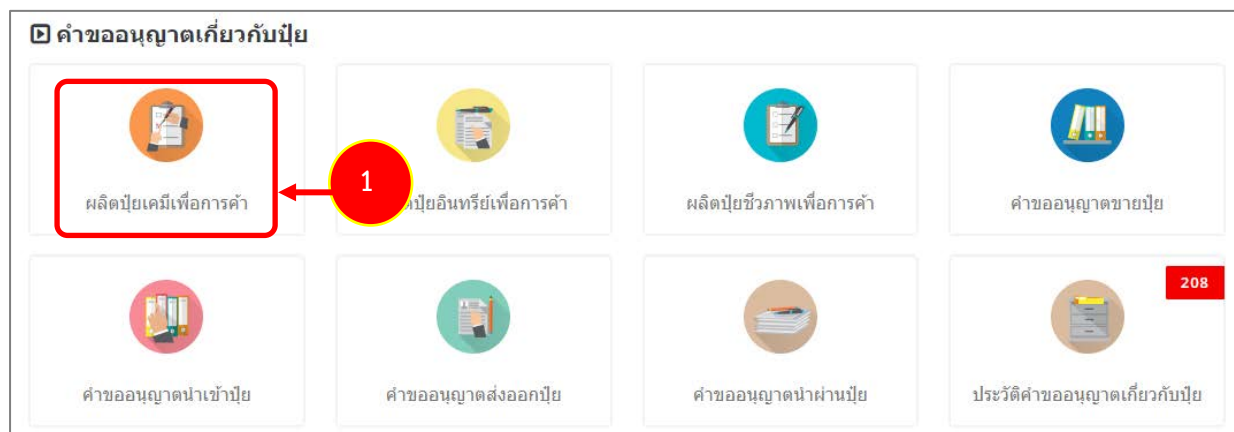 คำขออนุญาตเกี่ยวกับปุ๋ย
ผลิตปุ๋ยเคมีเพื่อการค้า
1
ปุ๋ยอินทรีย์เพื่อการค้า
ผลิตปุ๋ยชีวภาพเพื่อการค้า
คำขออนุญาตขายปุ๋ย
208
คำขออนุญาตนำเข้าปุ๋ย
คำขออนุญาตส่งออกปุ๋ย
คำขออนุญาตนำผ่านปุ๋ย
ประวัติคำขออนุญาตเกี่ยวกับปุ๋ย